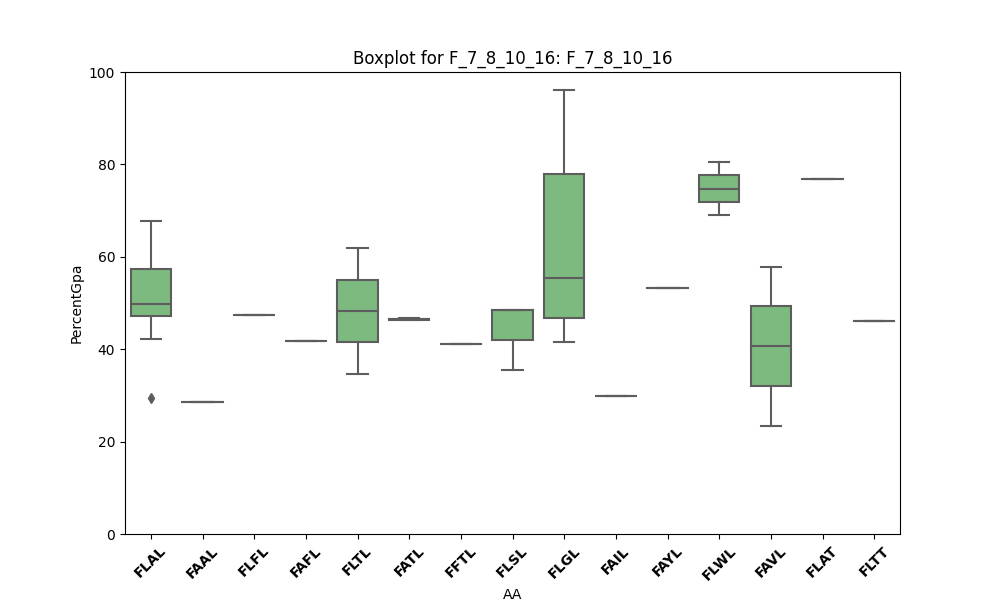 Boxplot for F_7_8_10_16: F_7_8_10_16
100
80
60
40
20
0
PercentGpa
FLAL FAAL FLFL FAFL FLTL FATL FFTL FLSL FLGL FAIL FAYL FLWL FAVL FLAT FLTT
AA